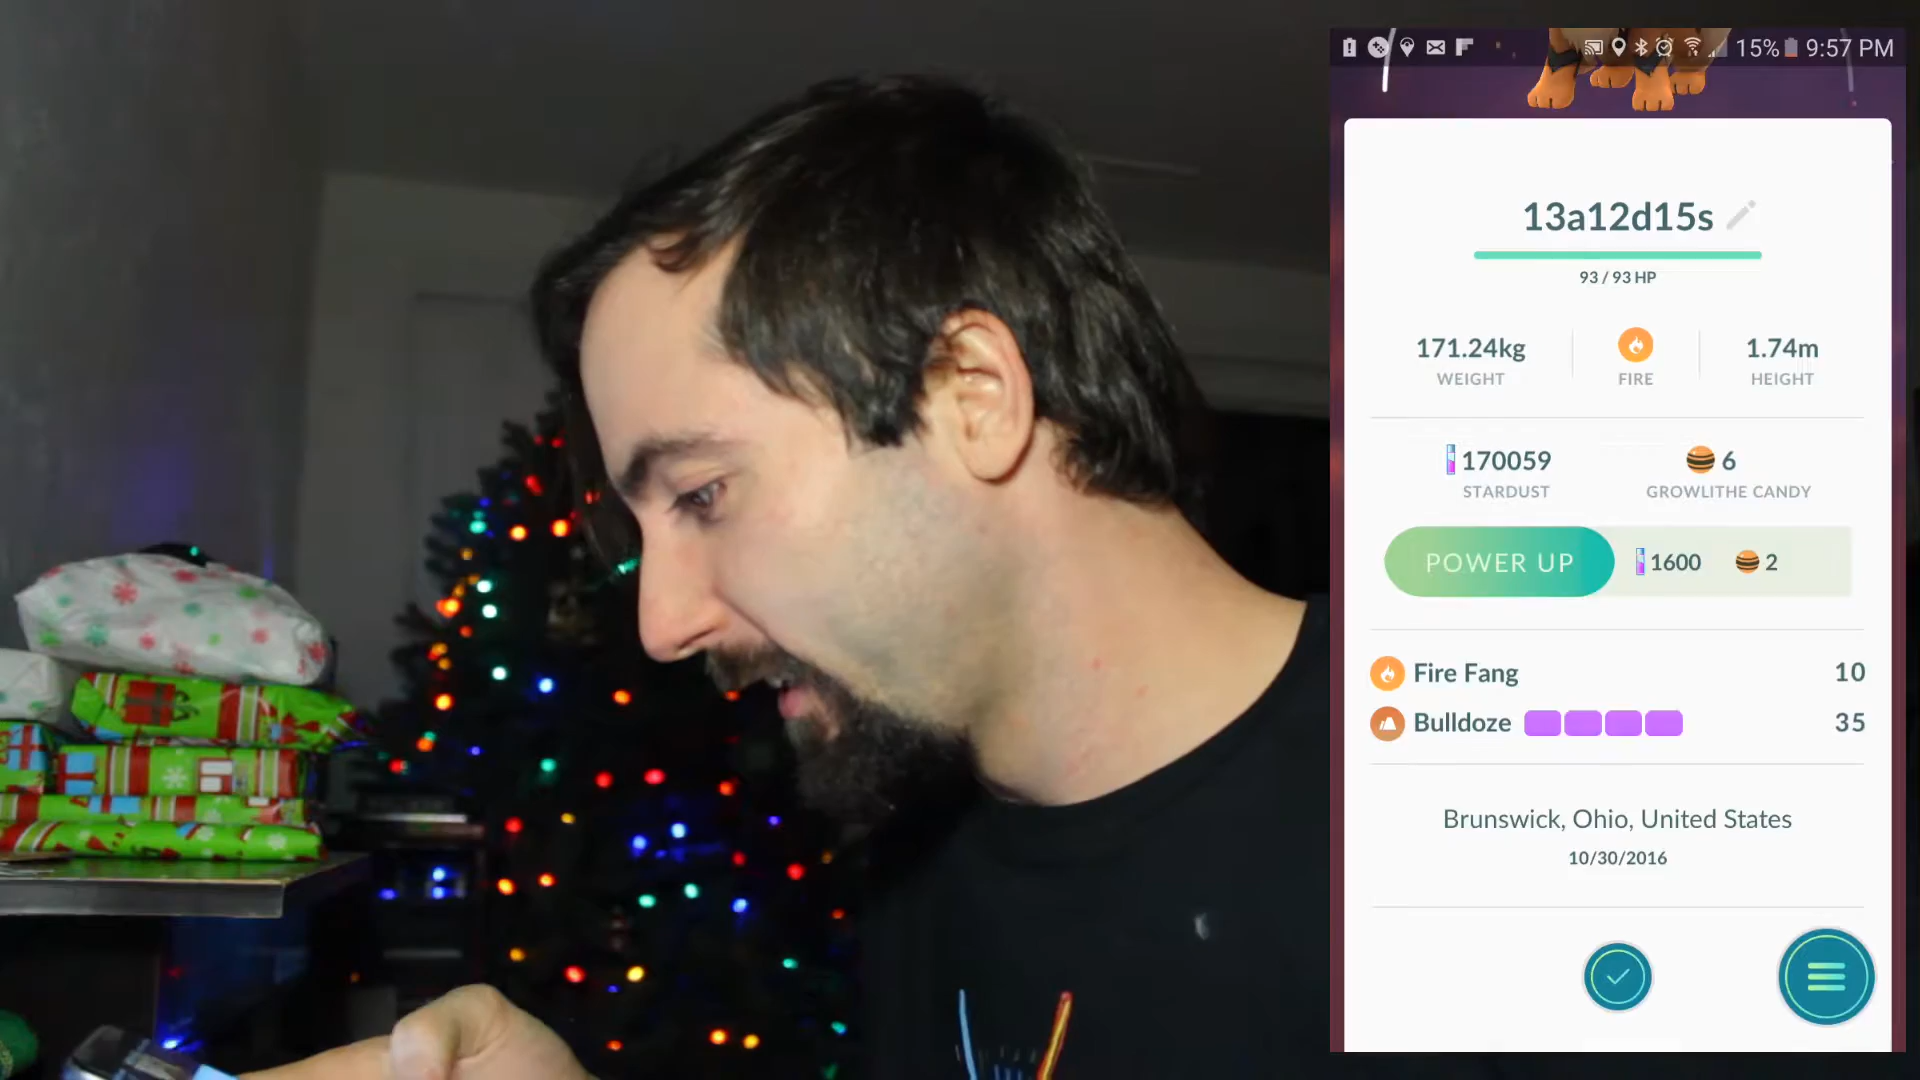 15% 9:57 PM
13a12d15s
93 / 93 HP
171.24kg
WEIGHT
FIRE
1.74m
HEIGHT
170059
STARDUST
6
GROWLITHE CANDY
POWER UP 1600 2
Fire Fang 10
Bulldoze 35
Brunswick, Ohio, United States
10/30/2016